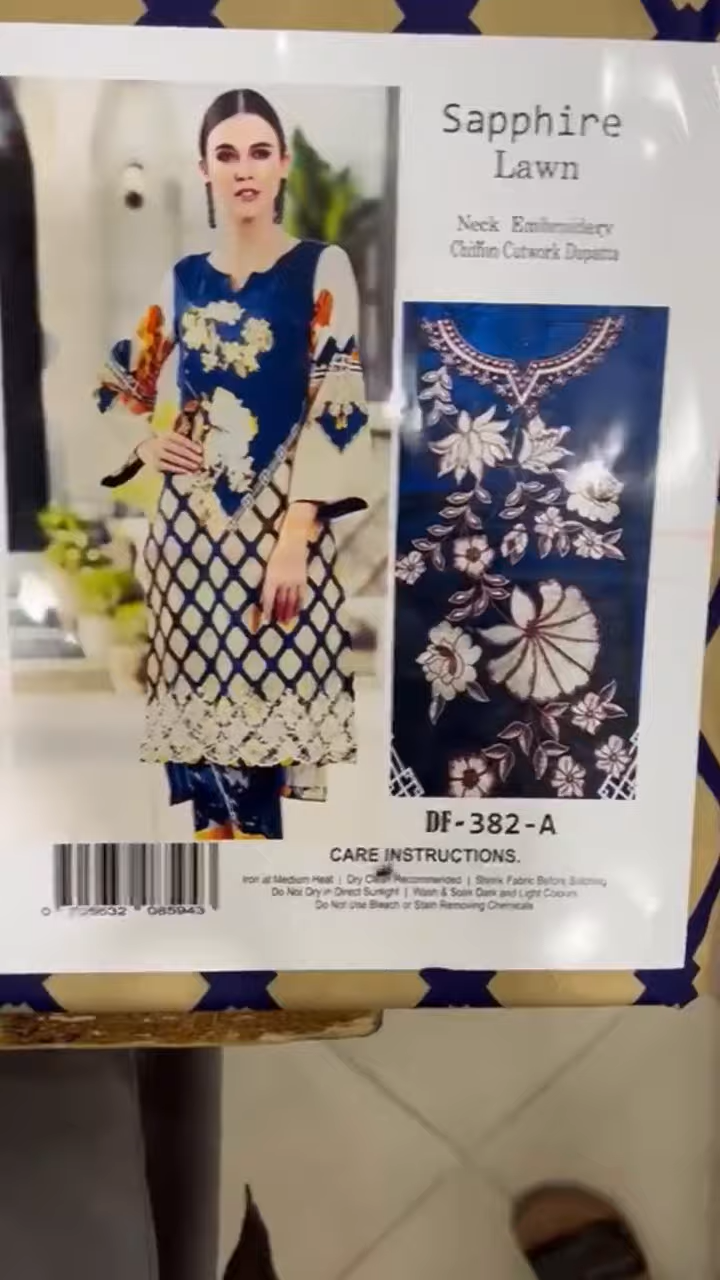 Sapphire
Lawn
Neck Embroidery
Chiffon Cutwork Dupatta
DF-382-A
CARE INSTRUCTIONS.
Iron at Medium Heat | Dry Clean Recommended | Shrink Fabric Before Stitching
Do Not Dry in Direct Sunlight | Wash & Soak Dark and Light Colours
Do Not Use Bleach or Stain Removing Chemicals
0 085943